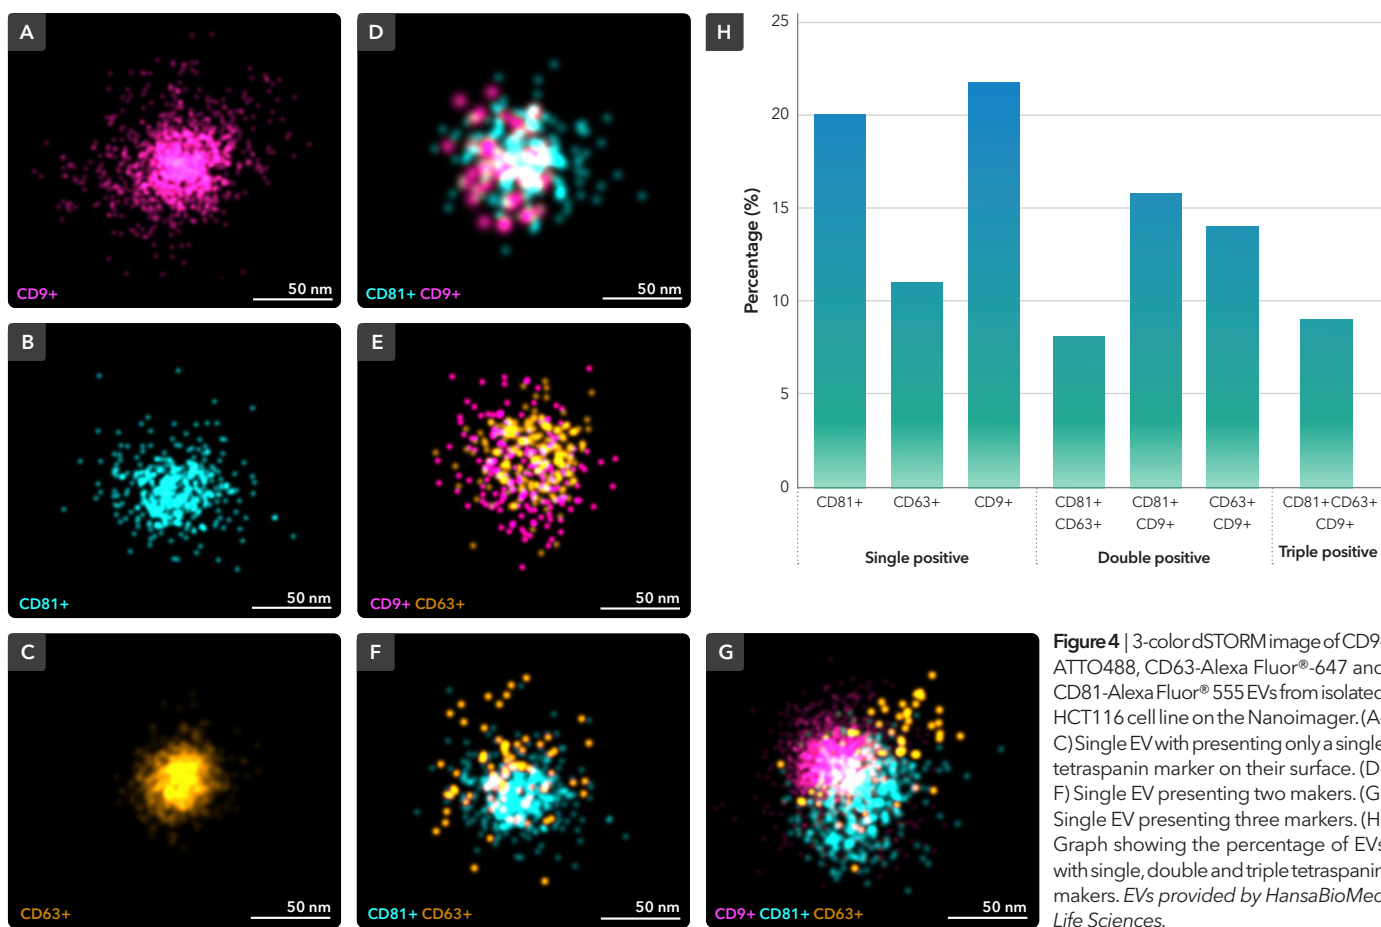 A
CD9+
50 nm
D
CD81+ CD9+
50 nm
B
CD81+
50 nm
E
CD9+ CD63+
50 nm
C
CD63+
50 nm
F
CD81+ CD63+
50 nm
G
CD9+ CD81+ CD63+
50 nm
H
Percentage (%)
25
20
15
10
5
0
CD81+
CD63+
CD9+
CD81+
CD63+
CD81+
CD9+
CD63+
CD9+
CD81+CD63+
CD9+
Single positive
Double positive
Triple positive
Figure 4 | 3-color dSTORM image of CD9-
ATTO488, CD63-Alexa Fluor®-647 and
CD81-Alexa Fluor® 555 EVs from isolated
HCT116 cell line on the Nanoimager. (A-
C) Single EV with presenting only a single
tetraspanin marker on their surface. (D-
F) Single EV presenting two makers. (G
Single EV presenting three markers. (H
Graph showing the percentage of EVs
with single, double and triple tetraspanin
makers. EVs provided by HansaBioMed
Life Sciences.